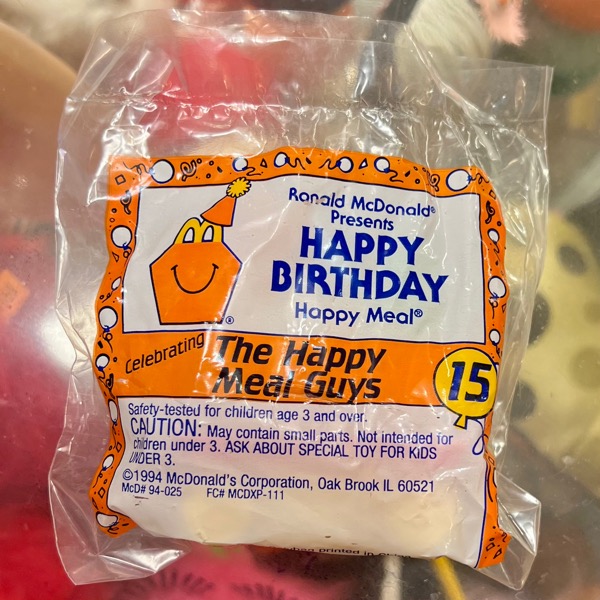 Ronald McDonald®
Presents
HAPPY
BIRTHDAY
Happy Meal®
®
Celebrating The Happy
Meal Guys
15
Safety-tested for children age 3 and over.
CAUTION: May contain small parts. Not intended for
children under 3. ASK ABOUT SPECIAL TOY FOR KIDS
UNDER 3.
©1994 McDonald's Corporation, Oak Brook IL 60521
McD# 94-025 FC# MCDXP-111
printed in